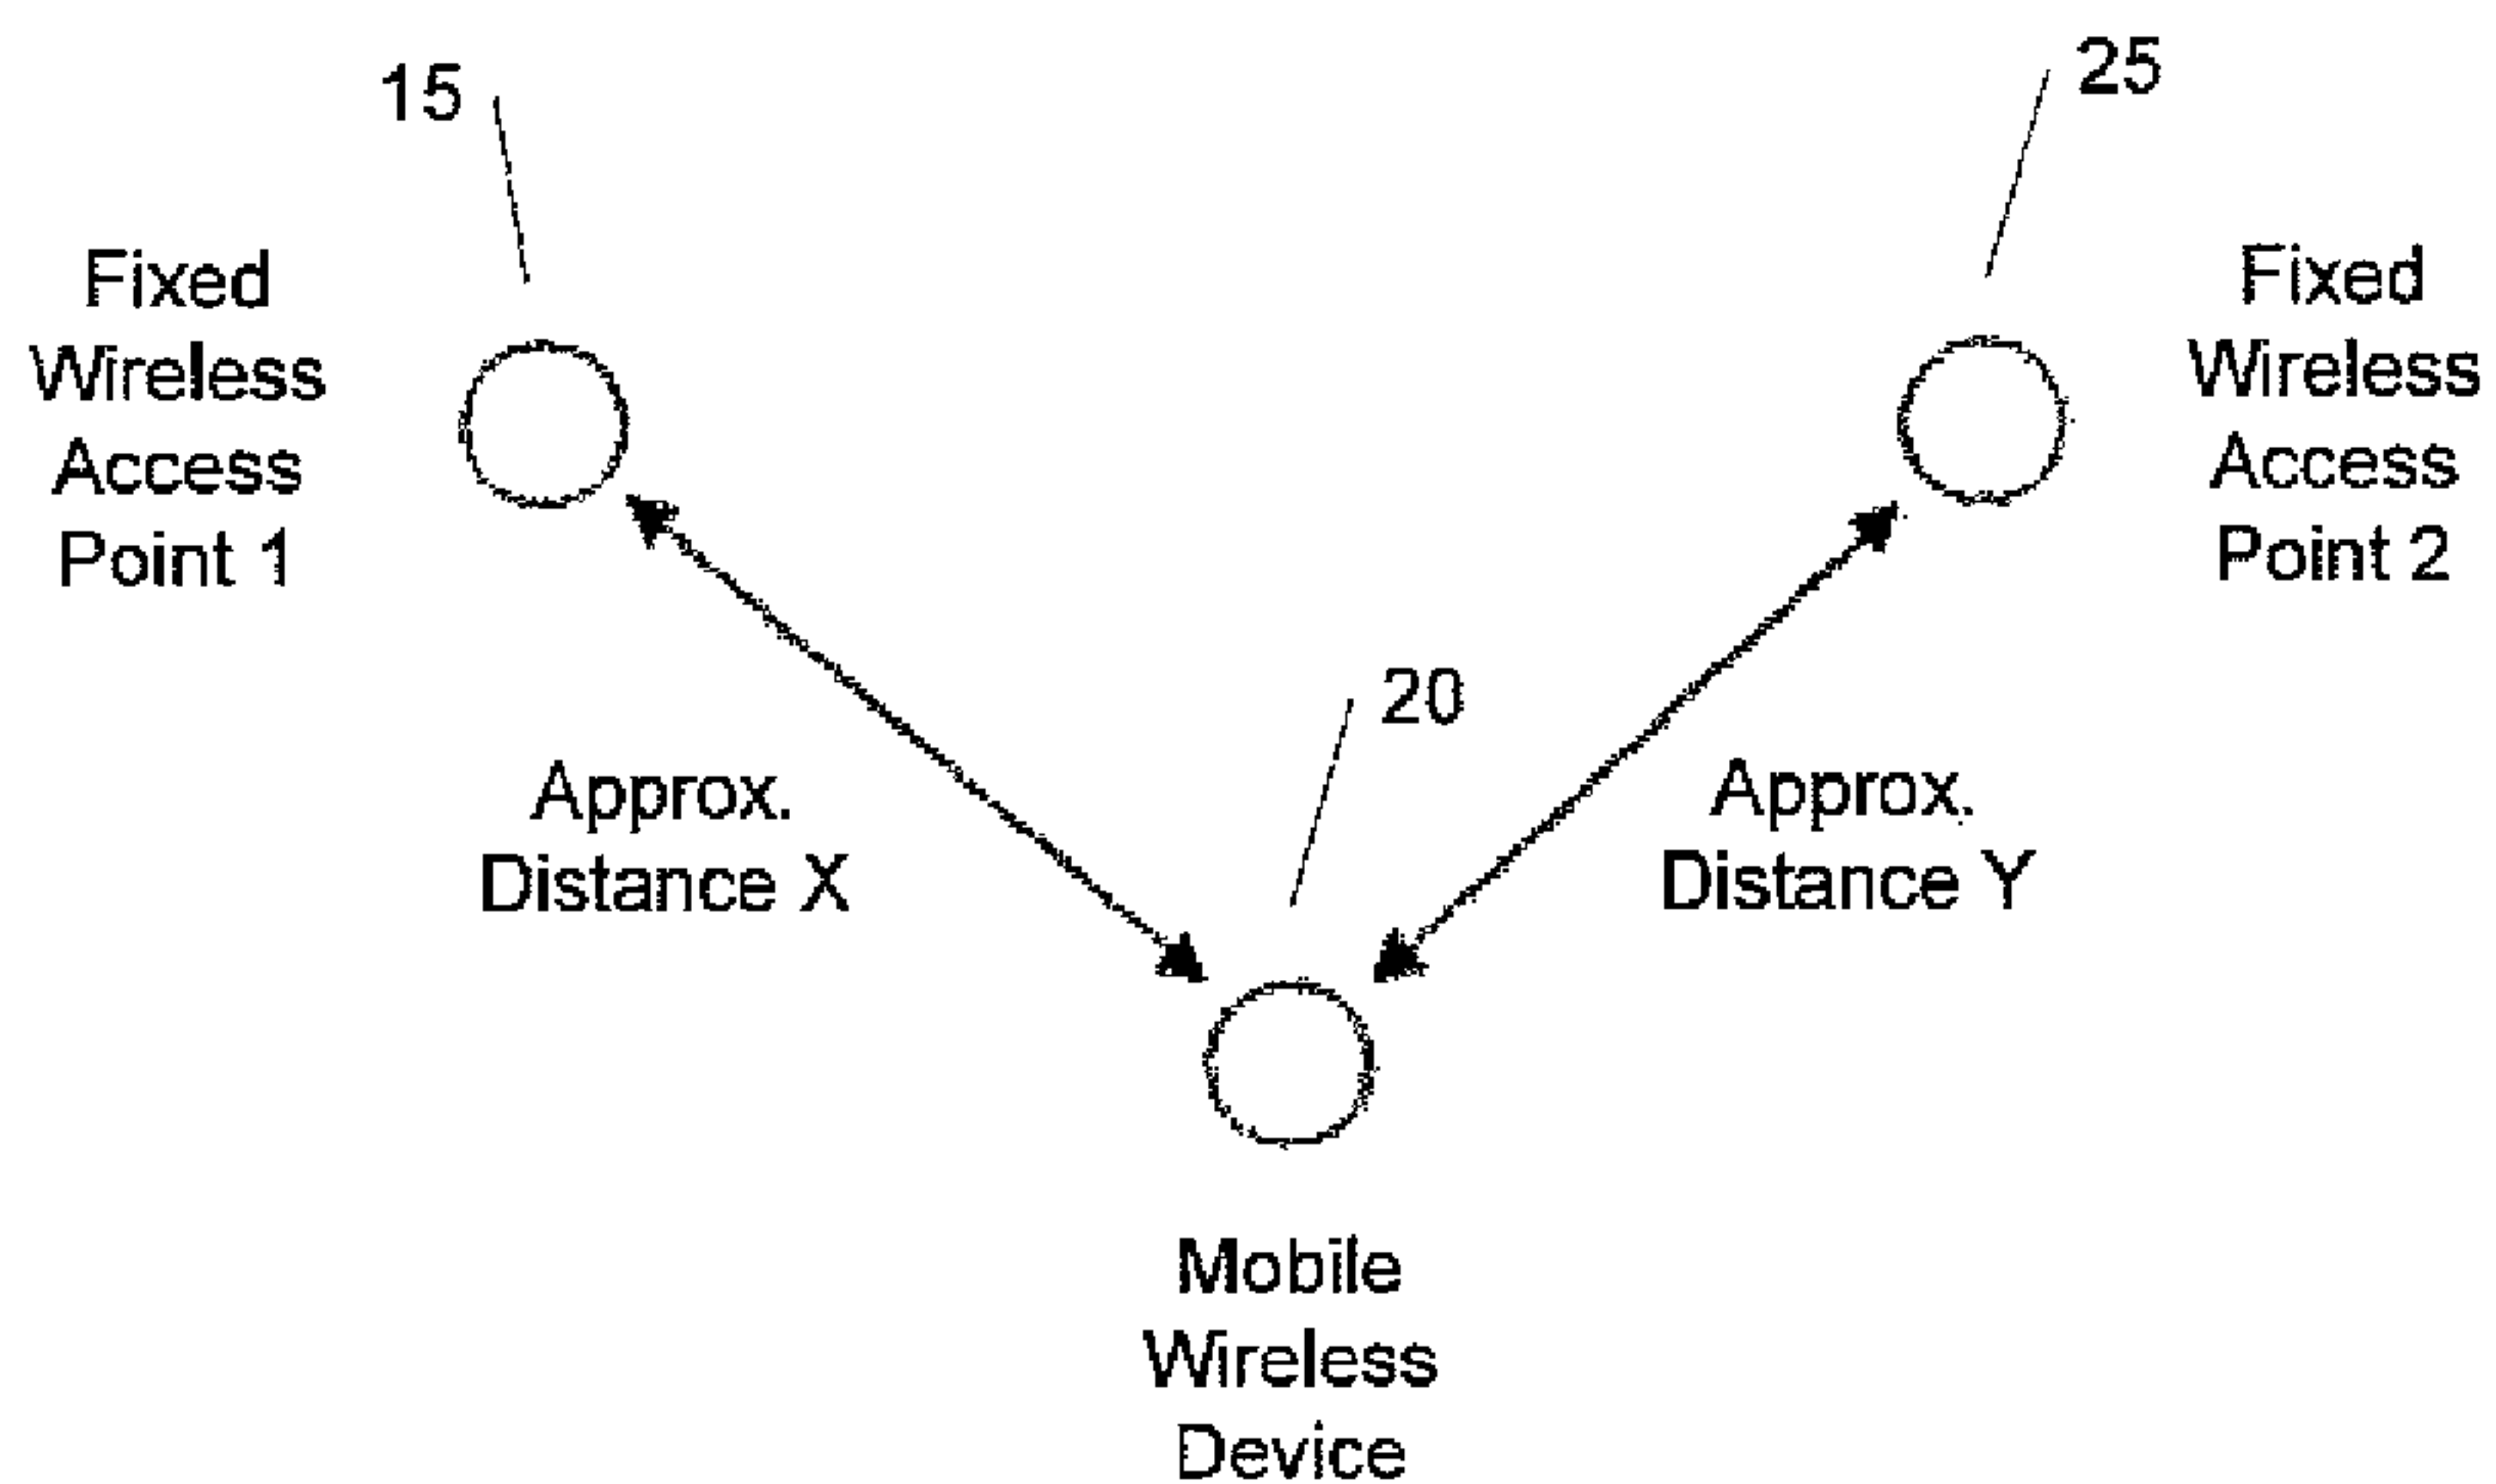 15
25
Fixed
Wireless
Access
Point 1
Fixed
Wireless
Access
Point 2
20
Approx.
Distance X
Approx.
Distance Y
Mobile
Wireless
Device